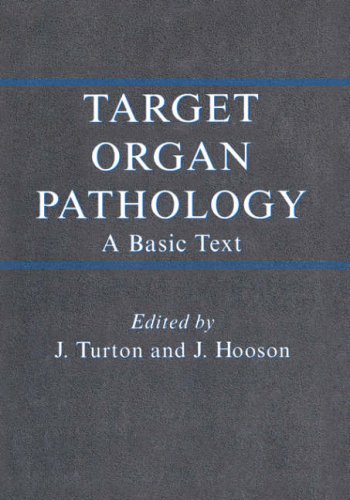 TARGET
ORGAN
PATHOLOGY
A Basic Text
Edited by
J. Turton and J. Hooson